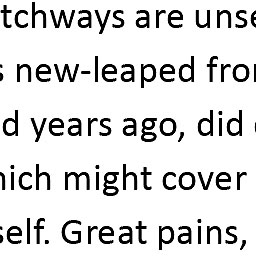 tchways are unse
s new-leaped from
d years ago, did
hich might cover
self. Great pains,